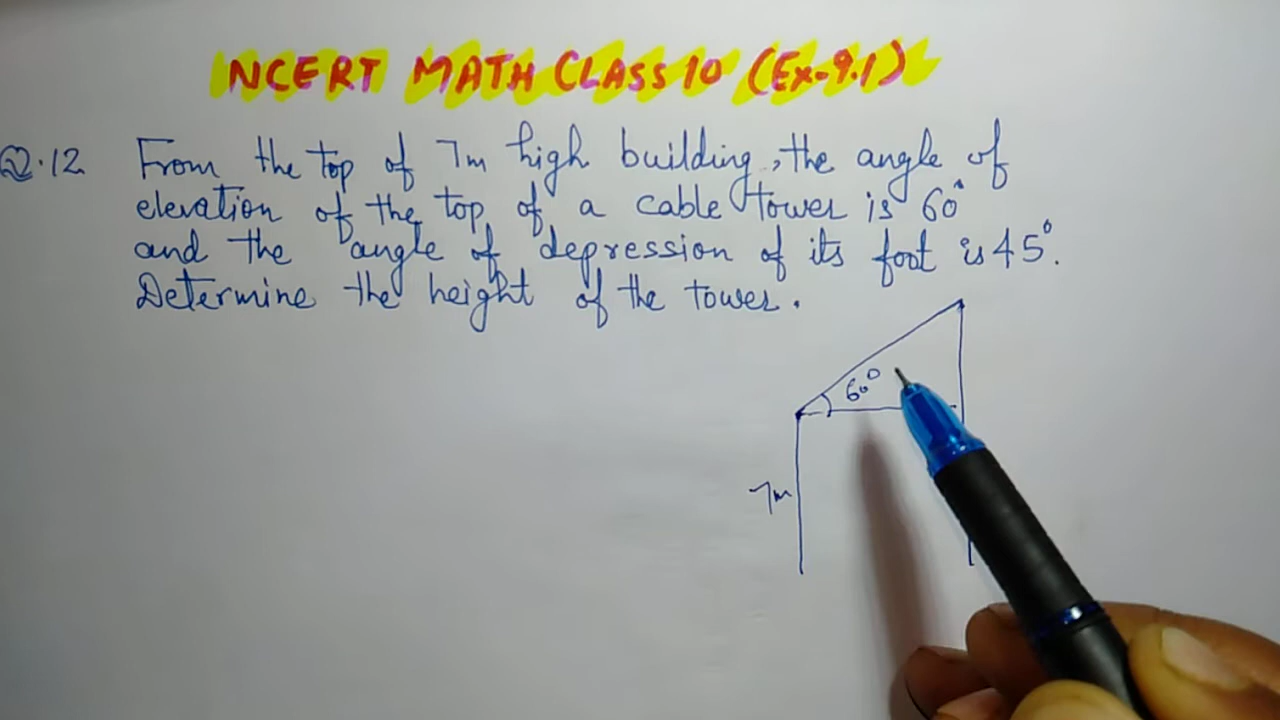 NCERT MATH CLASS 10 (Ex-9.1)
Q.12 From the top of 7m high building, the angle of
elevation of the top of a cable tower is 60°
and the angle of depression of its foot is 45°.
Determine the height of the tower.
60°
7m